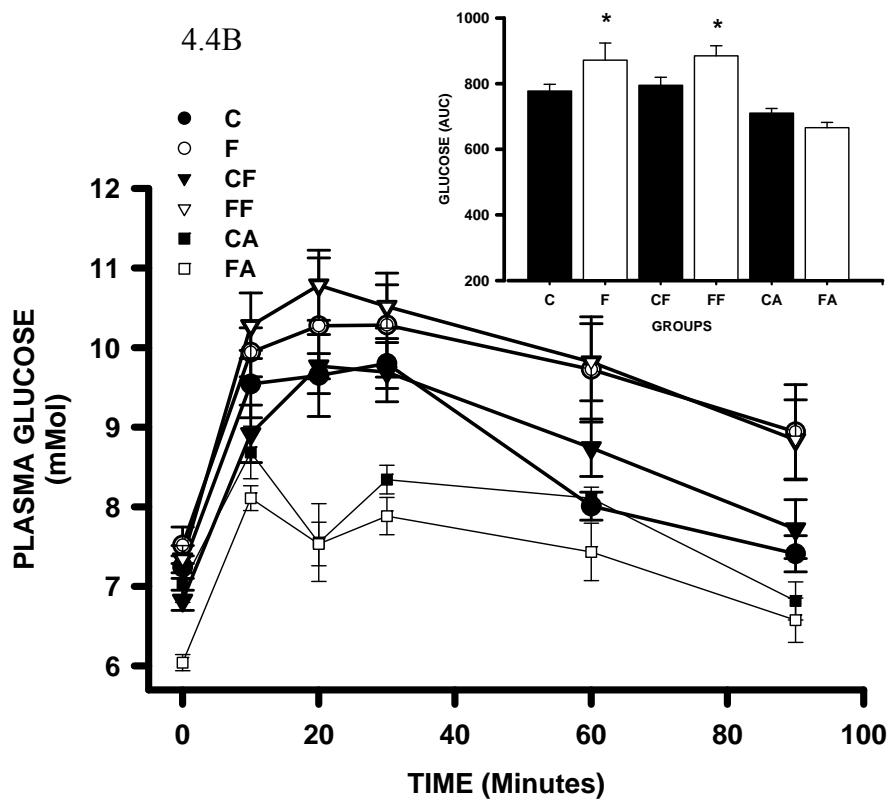 4.4B
C
F
CF
FF
CA
FA
12
11
10
9
8
7
6
PLASMA GLUCOSE
(mMol)
0
20
40
60
80
100
TIME (Minutes)
1000
800
600
400
200
GLUCOSE (AUC)
*
*
C
F
CF
FF
CA
FA
GROUPS